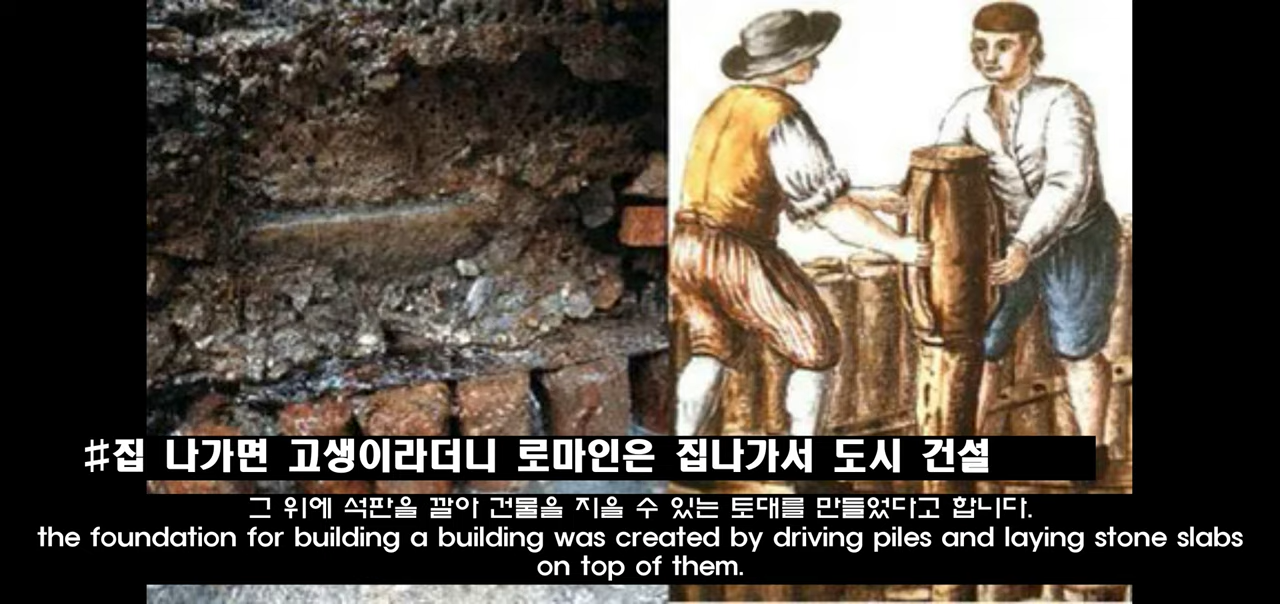 #집 나가면 고생이라더니 로마인은 집나가서 도시 건설
그 위에 석판을 깔아 건물을 지을 수 있는 토대를 만들었다고 합니다.
the foundation for building a building was created by driving piles and laying stone slabs
on top of them.